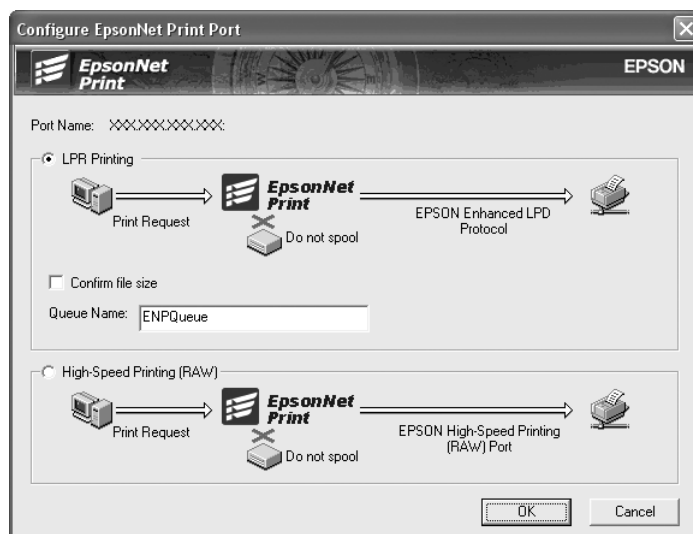 Configure EpsonNet Print Port
EpsonNet
Print
EPSON
Port Name: XXX.XXX.XXX.XXX:
LPR Printing
EpsonNet
Print
Print Request
EPSON Enhanced LPD
Protocol
Do not spool
Confirm file size
Queue Name: ENPQueue
High-Speed Printing (RAW)
EpsonNet
Print
Print Request
EPSON High-Speed Printing
(RAW) Port
Do not spool
OK
Cancel